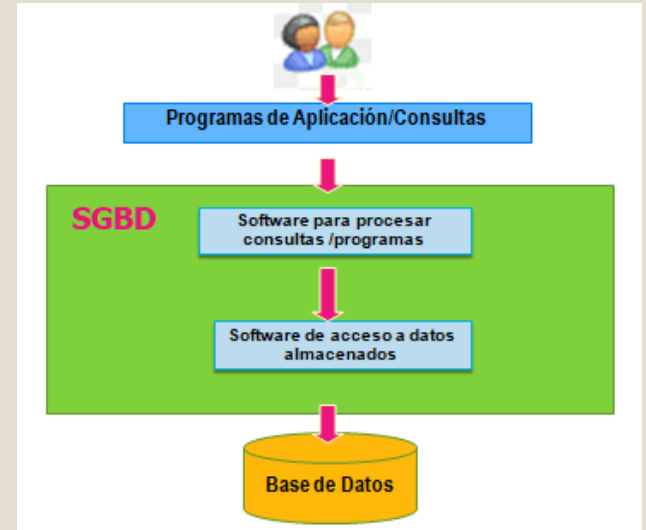 Programas de Aplicación/Consultas
SGBD
Software para procesar
consultas /programas
Software de acceso a datos
almacenados
Base de Datos